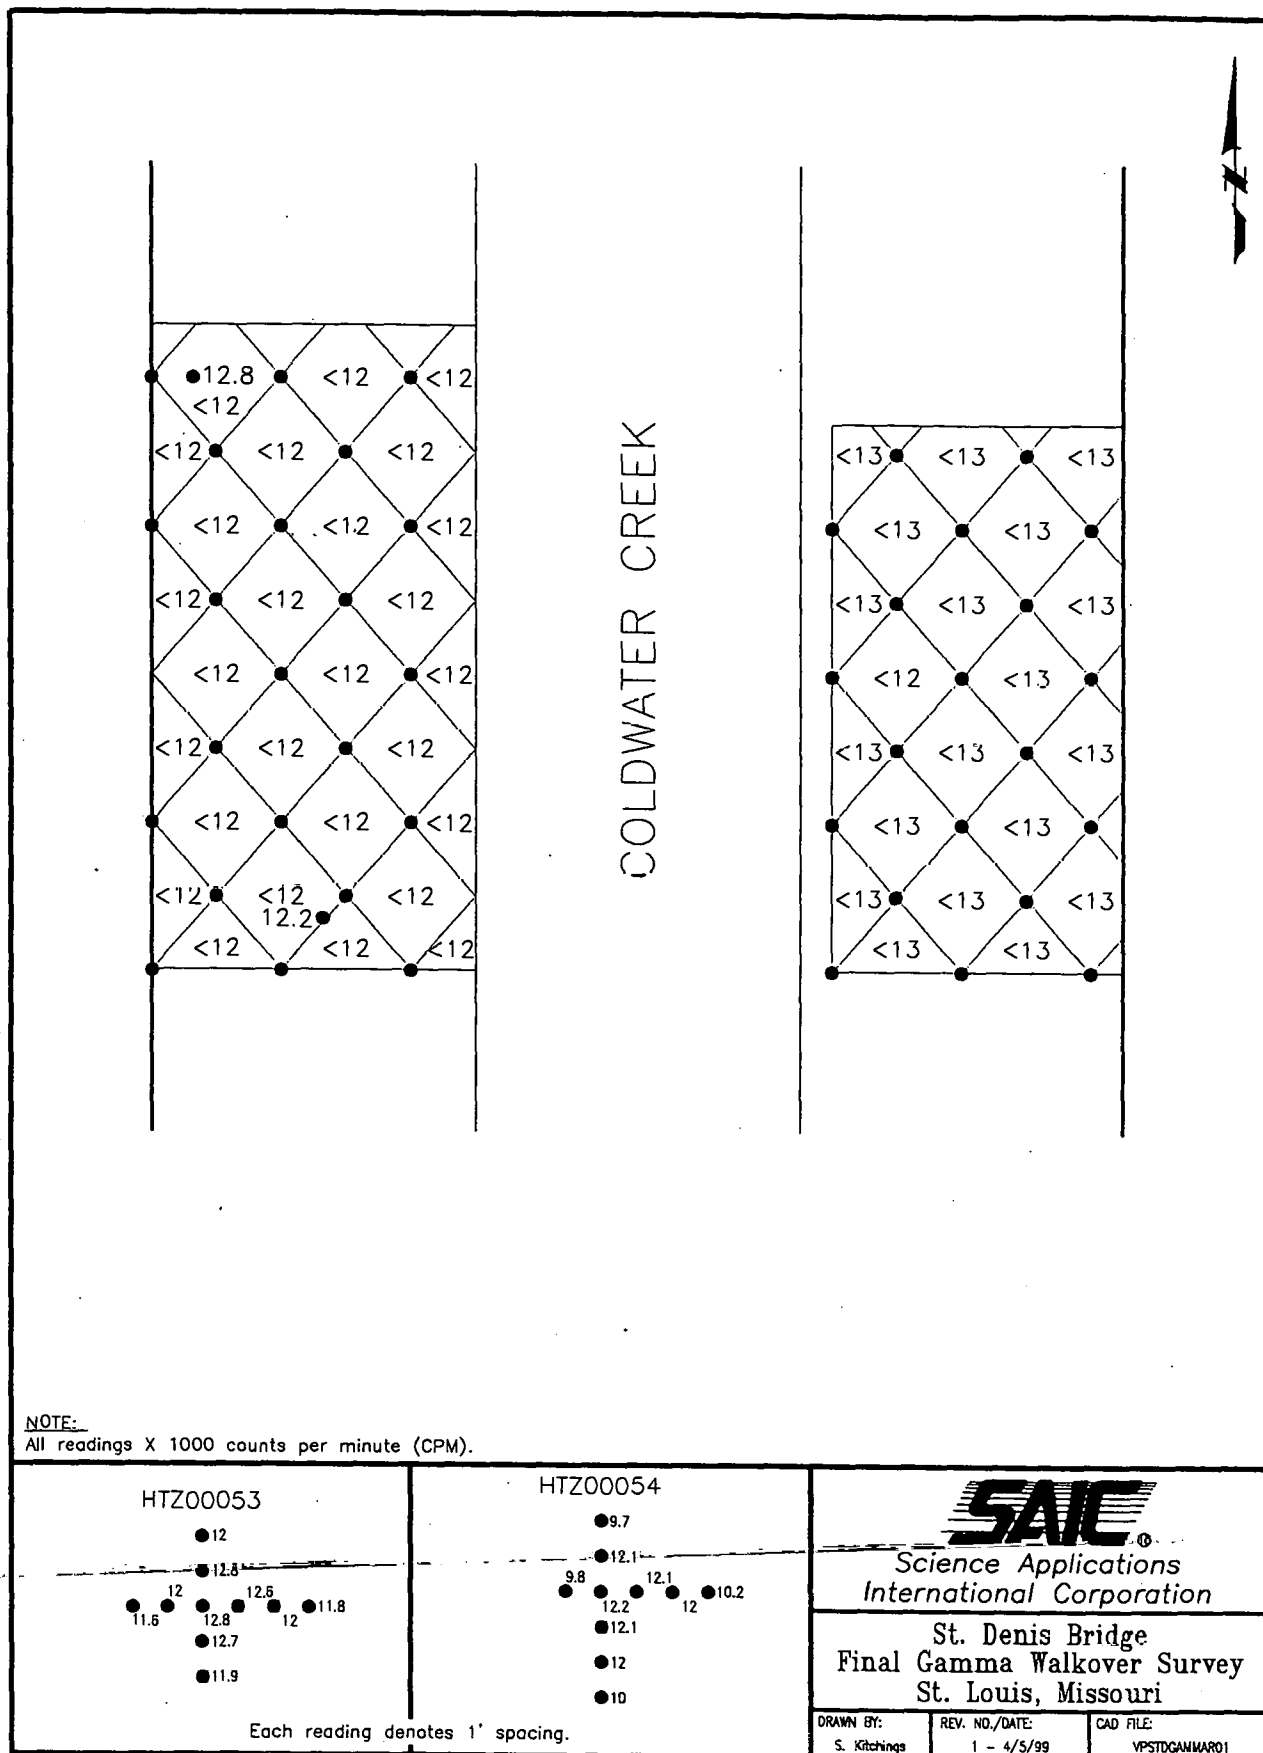 N
12.8 <12 <12
<12
<12 <12 <12
<12 <12 <12
<12 <12 <12
<12 <12 <12
<12 <12 <12
<12 <12 <12
<12 <12 <12
12.2
<12 <12 <12
COLDWATER CREEK
<13 <13 <13
<13 <13
<13 <13 <13
<12 <13
<13 <13 <13
<13 <13
<13 <13 <13
<13 <13
NOTE:
All readings X 1000 counts per minute (CPM).
HTZ00053
12
12 12.6
11.6 12.8 12 11.8
12.7
11.9
HTZ00054
9.7
12.1
9.8 12.1
12.2 12 10.2
12.1
12
10
Each reading denotes 1' spacing.
SAIC®
Science Applications
International Corporation
St. Denis Bridge
Final Gamma Walkover Survey
St. Louis, Missouri
DRAWN BY: REV. NO./DATE: CAD FILE:
S. Kitchings 1 - 4/5/99 VPSTDGAMMAR01